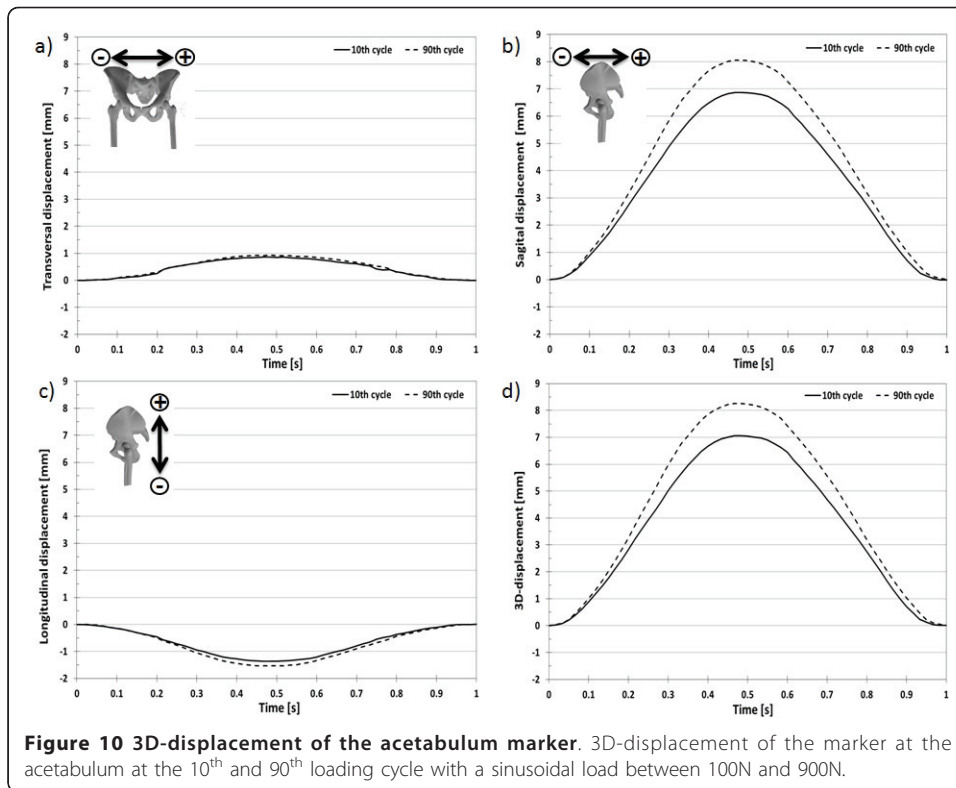 a)
- +
10th cycle 90th cycle
Transversal displacement [mm]
9
8
7
6
5
4
3
2
1
0
-1
-2
0 0.1 0.2 0.3 0.4 0.5 0.6 0.7 0.8 0.9 1
Time [s]
b)
- +
10th cycle 90th cycle
Sagital displacement [mm]
9
8
7
6
5
4
3
2
1
0
-1
-2
0 0.1 0.2 0.3 0.4 0.5 0.6 0.7 0.8 0.9 1
Time [s]
c)
+
-
10th cycle 90th cycle
Longitudinal displacement [mm]
9
8
7
6
5
4
3
2
1
0
-1
-2
0 0.1 0.2 0.3 0.4 0.5 0.6 0.7 0.8 0.9 1
Time [s]
d)
10th cycle 90th cycle
3D-displacement [mm]
9
8
7
6
5
4
3
2
1
0
-1
-2
0 0.1 0.2 0.3 0.4 0.5 0.6 0.7 0.8 0.9 1
Time [s]
Figure 10 3D-displacement of the acetabulum marker. 3D-displacement of the marker at the
acetabulum at the 10th and 90th loading cycle with a sinusoidal load between 100N and 900N.